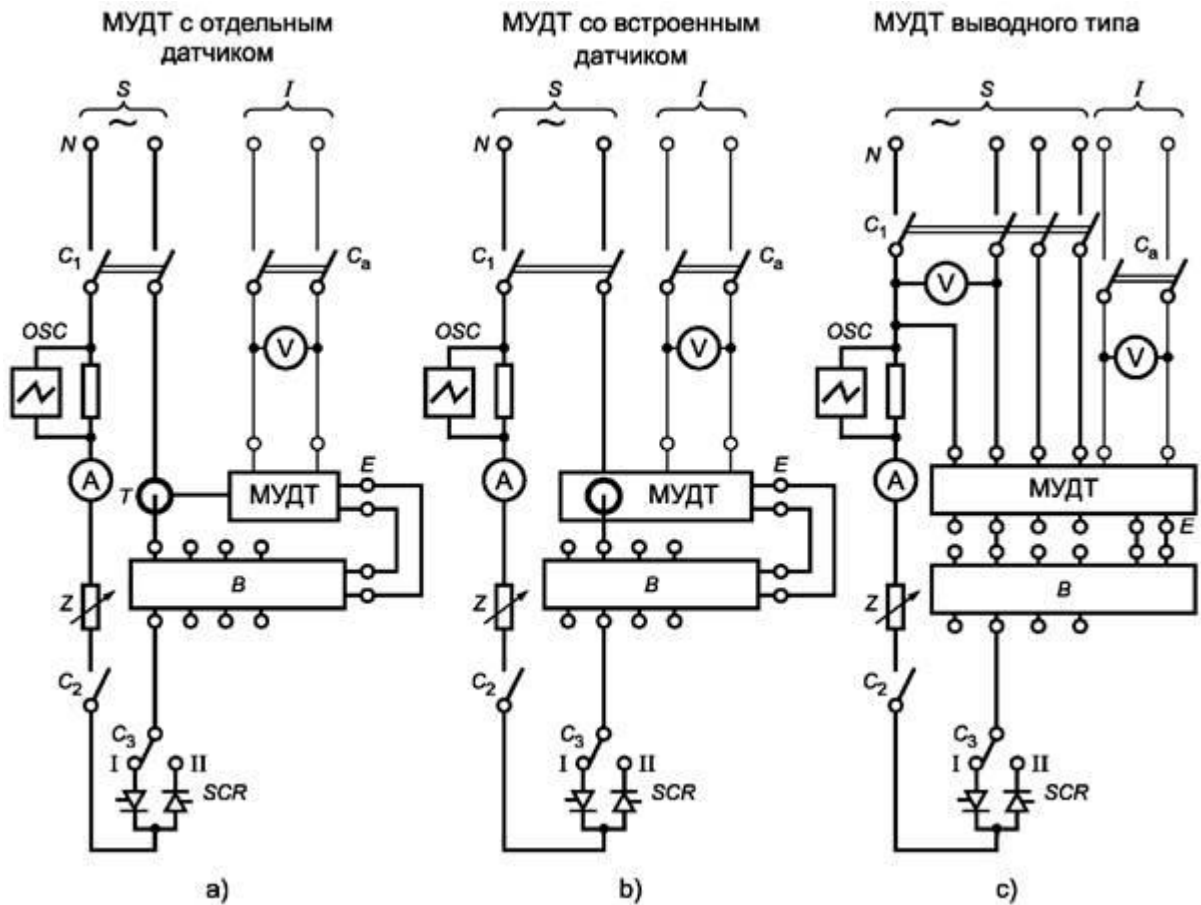 МУДТ с отдельным
датчиком
S
~
I
N
C1
Ca
OSC
V
A
T
МУДТ
E
B
Z
C2
C3
I
II
SCR
a)
МУДТ со встроенным
датчиком
S
~
I
N
C1
Ca
OSC
V
A
МУДТ
E
B
Z
C2
C3
I
II
SCR
b)
МУДТ выводного типа
S
~
I
N
C1
V
Ca
OSC
V
A
МУДТ
E
B
Z
C2
C3
I
II
SCR
c)